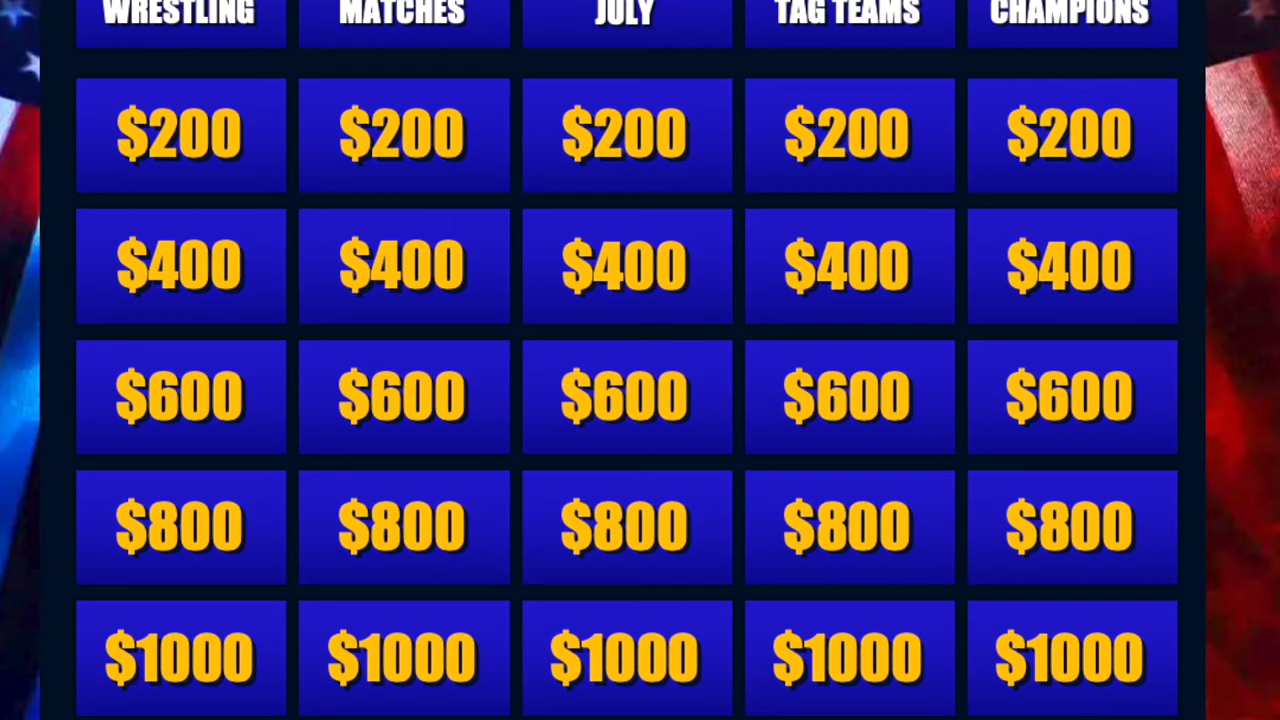 WRESTLING MATCHES JULY TAG TEAMS CHAMPIONS
$200 $200 $200 $200 $200
$400 $400 $400 $400 $400
$600 $600 $600 $600 $600
$800 $800 $800 $800 $800
$1000 $1000 $1000 $1000 $1000